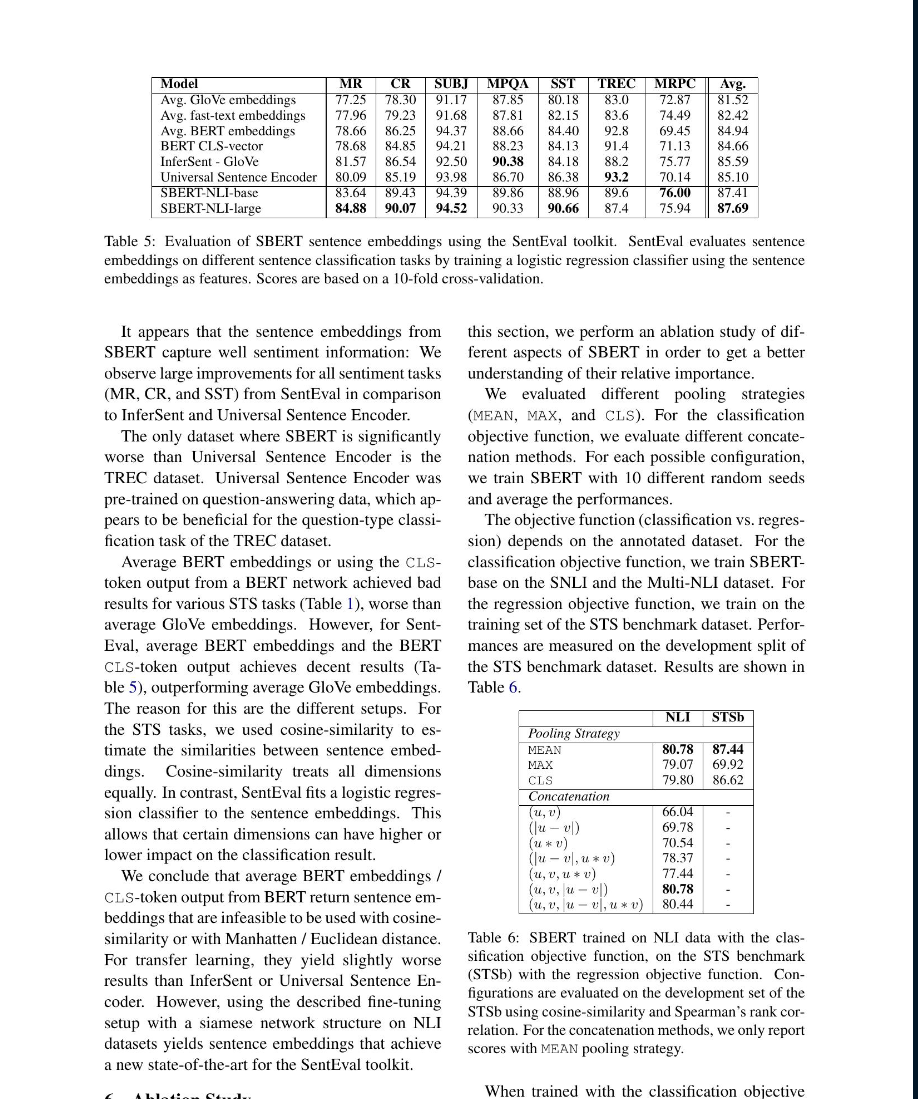 Model MR CR SUBJ MPQA SST TREC MRPC Avg.
Avg. GloVe embeddings 77.25 78.30 91.17 87.85 80.18 83.0 72.87 81.52
Avg. fast-text embeddings 77.96 79.23 91.68 87.81 82.15 83.6 74.49 82.42
Avg. BERT embeddings 78.66 86.25 94.37 88.66 84.40 92.8 69.45 84.94
BERT CLS-vector 78.68 84.85 94.21 88.23 84.13 91.4 71.13 84.66
InferSent - GloVe 81.57 86.54 92.50 90.38 84.18 88.2 75.77 85.59
Universal Sentence Encoder 80.09 85.19 93.98 86.70 86.38 93.2 70.14 85.10
SBERT-NLI-base 83.64 89.43 94.39 89.86 88.96 89.6 76.00 87.41
SBERT-NLI-large 84.88 90.07 94.52 90.33 90.66 87.4 75.94 87.69
Table 5: Evaluation of SBERT sentence embeddings using the SentEval toolkit. SentEval evaluates sentence
embeddings on different sentence classification tasks by training a logistic regression classifier using the sentence
embeddings as features. Scores are based on a 10-fold cross-validation.
It appears that the sentence embeddings from
SBERT capture well sentiment information: We
observe large improvements for all sentiment tasks
(MR, CR, and SST) from SentEval in comparison
to InferSent and Universal Sentence Encoder.
The only dataset where SBERT is significantly
worse than Universal Sentence Encoder is the
TREC dataset. Universal Sentence Encoder was
pre-trained on question-answering data, which ap-
pears to be beneficial for the question-type classi-
fication task of the TREC dataset.
Average BERT embeddings or using the CLS-
token output from a BERT network achieved bad
results for various STS tasks (Table 1), worse than
average GloVe embeddings. However, for Sent-
Eval, average BERT embeddings and the BERT
CLS-token output achieves decent results (Ta-
ble 5), outperforming average GloVe embeddings.
The reason for this are the different setups. For
the STS tasks, we used cosine-similarity to es-
timate the similarities between sentence embed-
dings. Cosine-similarity treats all dimensions
equally. In contrast, SentEval fits a logistic regres-
sion classifier to the sentence embeddings. This
allows that certain dimensions can have higher or
lower impact on the classification result.
We conclude that average BERT embeddings /
CLS-token output from BERT return sentence em-
beddings that are infeasible to be used with cosine-
similarity or with Manhatten / Euclidean distance.
For transfer learning, they yield slightly worse
results than InferSent or Universal Sentence En-
coder. However, using the described fine-tuning
setup with a siamese network structure on NLI
datasets yields sentence embeddings that achieve
a new state-of-the-art for the SentEval toolkit.
6 Ablation Study
this section, we perform an ablation study of dif-
ferent aspects of SBERT in order to get a better
understanding of their relative importance.
We evaluated different pooling strategies
(MEAN, MAX, and CLS). For the classification
objective function, we evaluate different concate-
nation methods. For each possible configuration,
we train SBERT with 10 different random seeds
and average the performances.
The objective function (classification vs. regres-
sion) depends on the annotated dataset. For the
classification objective function, we train SBERT-
base on the SNLI and the Multi-NLI dataset. For
the regression objective function, we train on the
training set of the STS benchmark dataset. Perfor-
mances are measured on the development split of
the STS benchmark dataset. Results are shown in
Table 6.
NLI STSb
Pooling Strategy
MEAN 80.78 87.44
MAX 79.07 69.92
CLS 79.80 86.62
Concatenation
(u, v) 66.04 -
(|u − v|) 69.78 -
(u ∗ v) 70.54 -
(|u − v|, u ∗ v) 78.37 -
(u, v, u ∗ v) 77.44 -
(u, v, |u − v|) 80.78 -
(u, v, |u − v|, u ∗ v) 80.44 -
Table 6: SBERT trained on NLI data with the clas-
sification objective function, on the STS benchmark
(STSb) with the regression objective function. Con-
figurations are evaluated on the development set of the
STSb using cosine-similarity and Spearman's rank cor-
relation. For the concatenation methods, we only report
scores with MEAN pooling strategy.
When trained with the classification objective